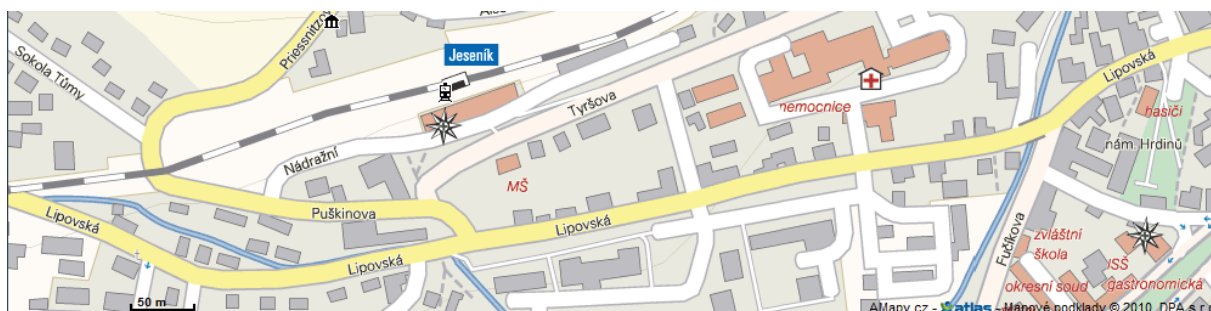 Sokola Tůmy
Priessnitzova
Jeseník
Tyršova
Nádražní
MŠ
Puškinova
Lipovská
Lipovská
Lipovská
Lipovská
nemocnice
hasiči
nám. Hrdinů
Fučíkova
zvláštní
škola
ISŠ
gastronomická
okresní soud
50 m
AMapy.cz - atlas - Mapové podklady © 2010, DPA s.r.o